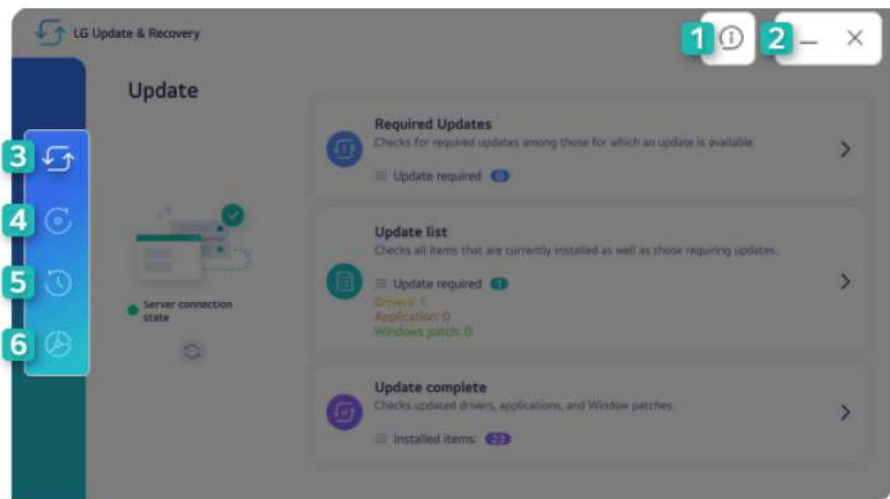 LG Update & Recovery
1
2
Update
3
4
5
6
Server connection
state
Required Updates
Checks for required updates among those for which an update is available.
Update required 0
Update list
Checks all items that are currently installed as well as those requiring updates.
Update required 1
Drivers: 1
Application: 0
Windows patch: 0
Update complete
Checks updated drivers, applications, and Window patches.
Installed items: 23